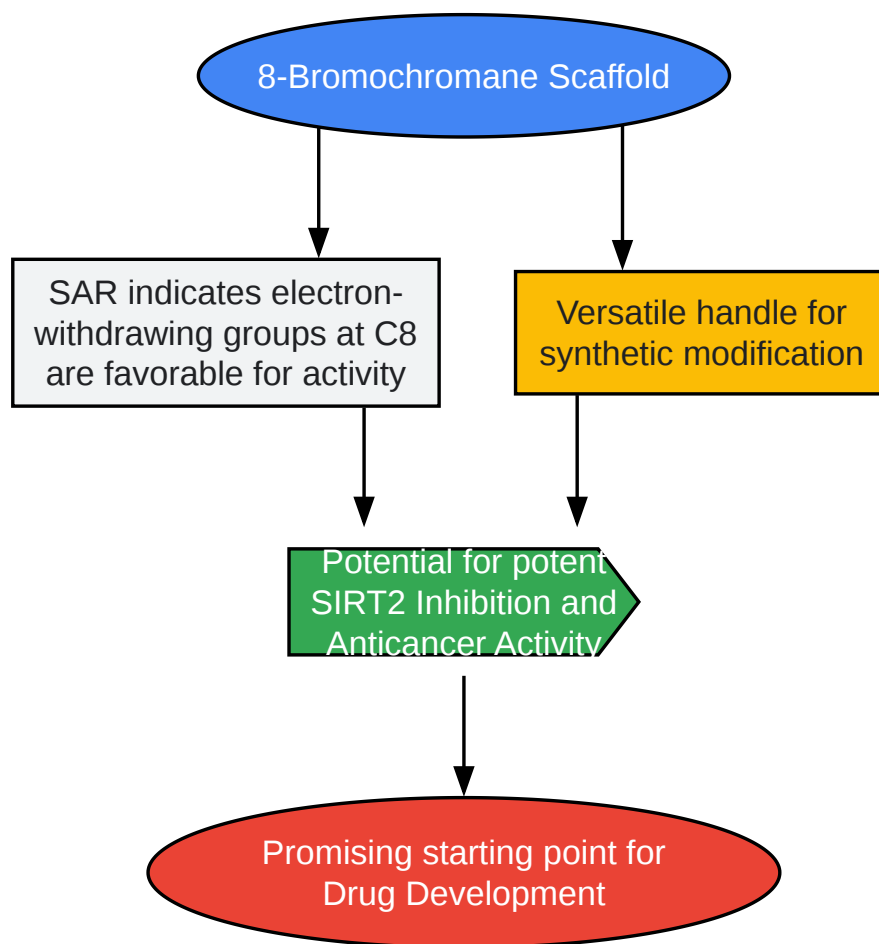 8-Bromochromane Scaffold
SAR indicates electron-
withdrawing groups at C8
are favorable for activity
Versatile handle for
synthetic modification
Potential for potent
SIRT2 Inhibition and
Anticancer Activity
Promising starting point for
Drug Development